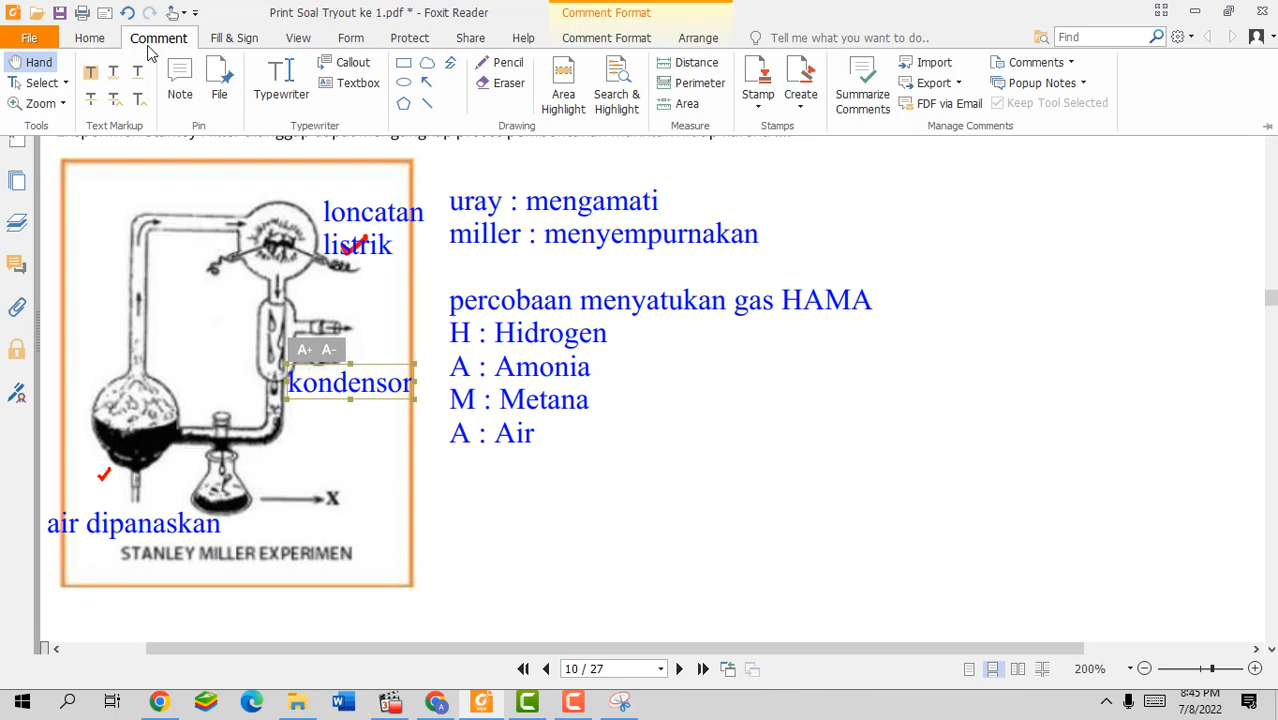 Print Soal Tryout ke 1.pdf * - Foxit Reader
Comment Format
File
Home
Comment
Fill & Sign
View
Form
Protect
Share
Help
Comment Format
Arrange
Tell me what you want to do..
Find
Hand
Select
Zoom
Tools
Text Markup
Note
File
Pin
Typewriter
Callout
Textbox
Typewriter
Pencil
Eraser
Area Highlight
Search & Highlight
Drawing
Distance
Perimeter
Area
Measure
Stamp
Create
Stamps
Summarize Comments
Import
Export
FDF via Email
Comments
Popup Notes
Keep Tool Selected
Manage Comments
loncatan
listrik
A+ A-
kondensor
X
air dipanaskan
STANLEY MILLER EXPERIMEN
uray : mengamati
miller : menyempurnakan
percobaan menyatukan gas HAMA
H : Hidrogen
A : Amonia
M : Metana
A : Air
10 / 27
200%
8:45 PM
7/8/2022